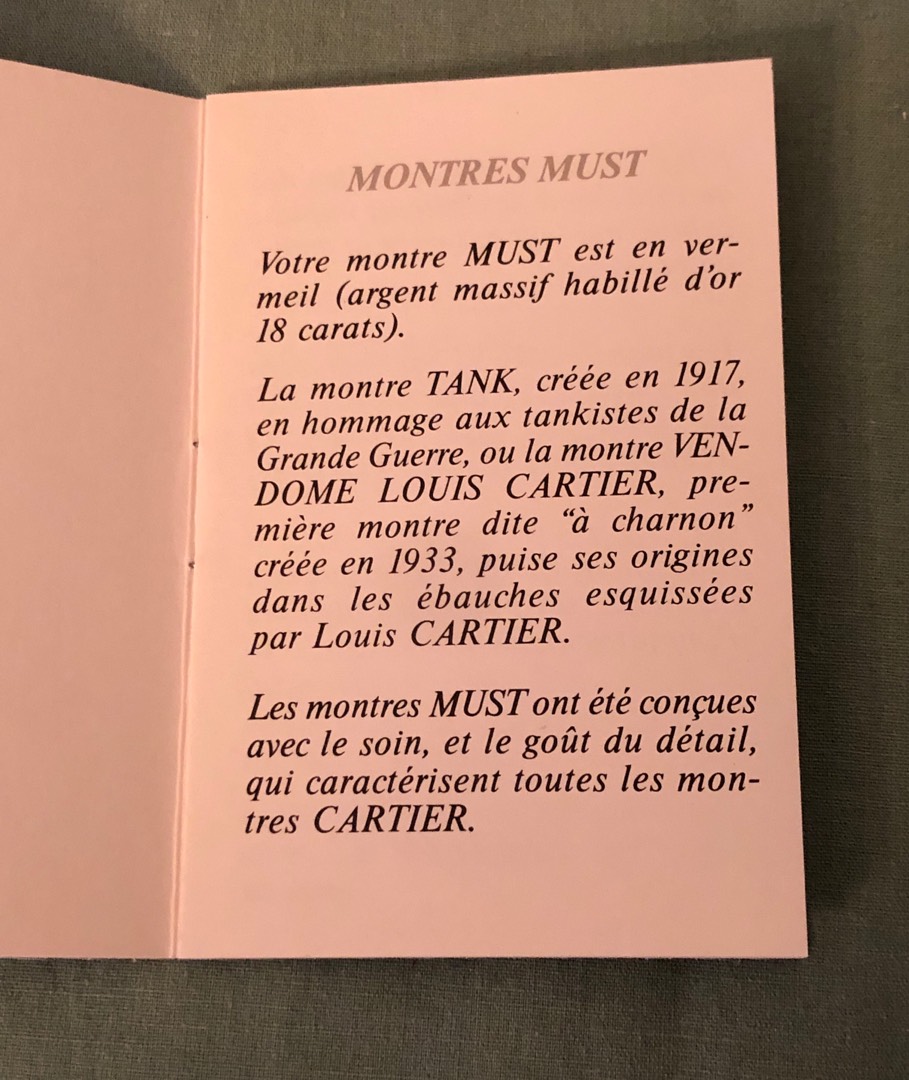 MONTRES MUST
Votre montre MUST est en ver-
meil (argent massif habillé d'or
18 carats).
La montre TANK, créée en 1917,
en hommage aux tankistes de la
Grande Guerre, ou la montre VEN-
DOME LOUIS CARTIER, pre-
mière montre dite “à charnon”
créée en 1933, puise ses origines
dans les ébauches esquissées
par Louis CARTIER.
Les montres MUST ont été conçues
avec le soin, et le goût du détail,
qui caractérisent toutes les mon-
tres CARTIER.